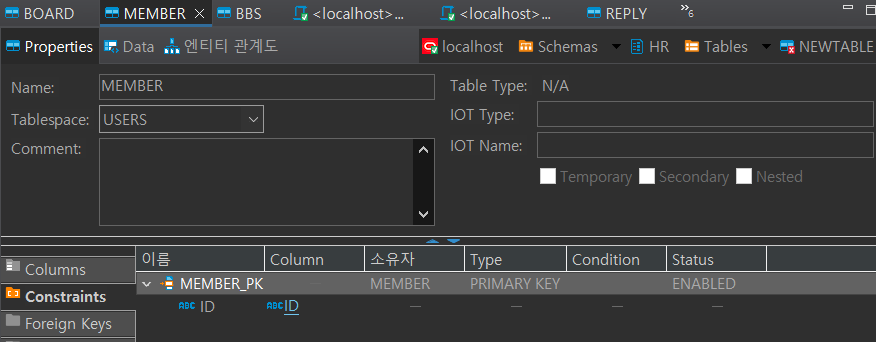 BOARD MEMBER BBS <localhost>... <localhost>... REPLY »6
Properties Data 엔티티 관계도 localhost Schemas HR Tables NEWTABLE
Name: MEMBER Table Type: N/A
Tablespace: USERS IOT Type:
Comment: IOT Name:
Temporary Secondary Nested
Columns
Constraints
Foreign Keys
이름 Column 소유자 Type Condition Status
MEMBER_PK MEMBER PRIMARY KEY ENABLED
ABC ID ABC ID — — — —